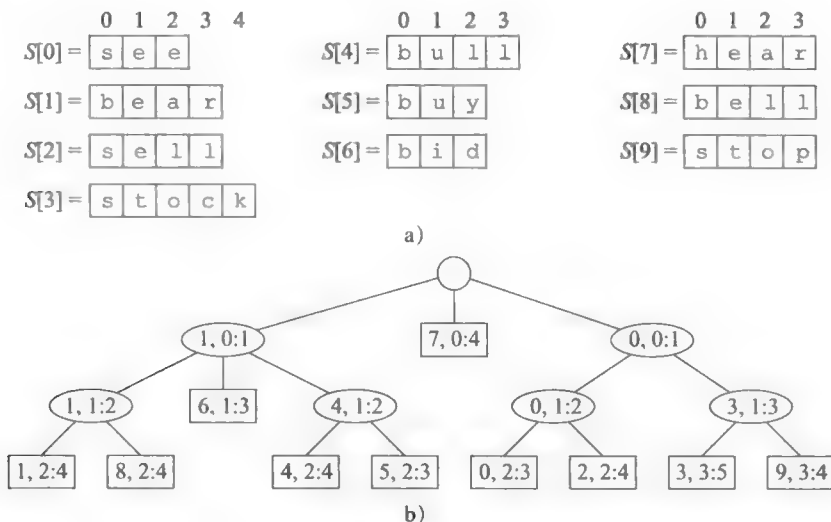 0 1 2 3 4
0 1 2 3
0 1 2 3
S[0] = s e e
S[4] = b u l l
S[7] = h e a r
S[1] = b e a r
S[5] = b u y
S[8] = b e l l
S[2] = s e l l
S[6] = b i d
S[9] = s t o p
S[3] = s t o c k
a)
1, 0:1
7, 0:4
0, 0:1
1, 1:2
6, 1:3
4, 1:2
0, 1:2
3, 1:3
1, 2:4
8, 2:4
4, 2:4
5, 2:3
0, 2:3
2, 2:4
3, 3:5
9, 3:4
b)